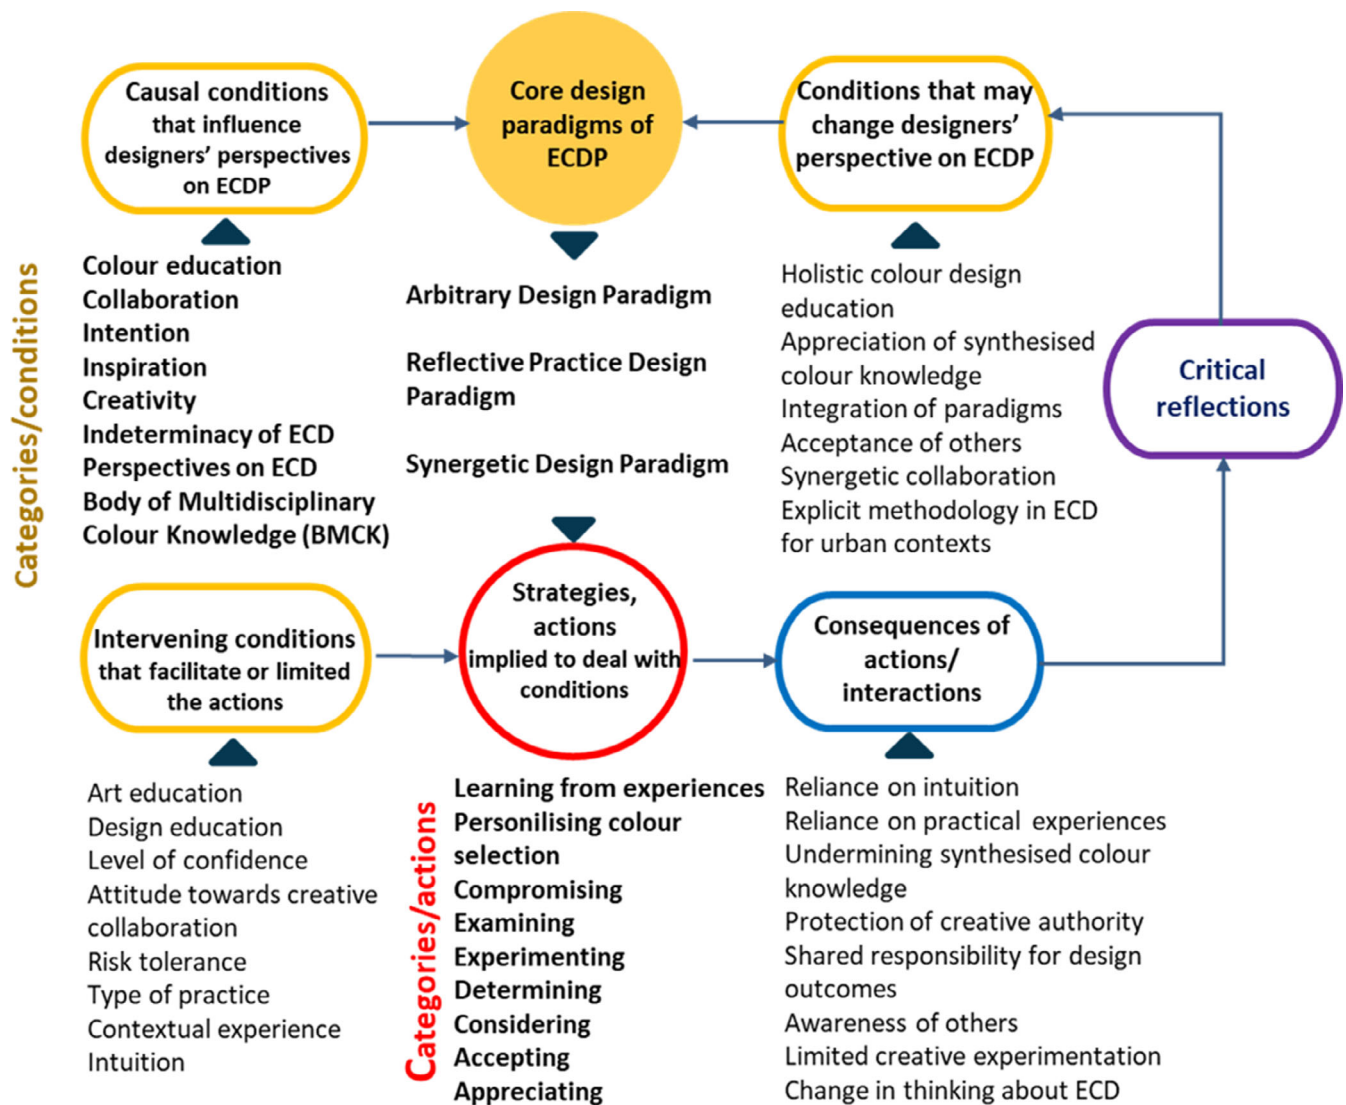 Causal conditions
that influence
designers' perspectives
on ECDP
Core design
paradigms of
ECDP
Conditions that may
change designers'
perspective on ECDP
Categories/conditions
Colour education
Collaboration
Intention
Inspiration
Creativity
Indeterminacy of ECD
Perspectives on ECD
Body of Multidisciplinary
Colour Knowledge (BMCK)
Arbitrary Design Paradigm
Reflective Practice Design
Paradigm
Synergetic Design Paradigm
Holistic colour design
education
Appreciation of synthesised
colour knowledge
Integration of paradigms
Acceptance of others
Synergetic collaboration
Explicit methodology in ECD
for urban contexts
Critical
reflections
Intervening conditions
that facilitate or limited
the actions
Strategies,
actions
implied to deal with
conditions
Consequences of
actions/
interactions
Art education
Design education
Level of confidence
Attitude towards creative
collaboration
Risk tolerance
Type of practice
Contextual experience
Intuition
Categories/actions
Learning from experiences
Personilising colour
selection
Compromising
Examining
Experimenting
Determining
Considering
Accepting
Appreciating
Reliance on intuition
Reliance on practical experiences
Undermining synthesised colour
knowledge
Protection of creative authority
Shared responsibility for design
outcomes
Awareness of others
Limited creative experimentation
Change in thinking about ECD